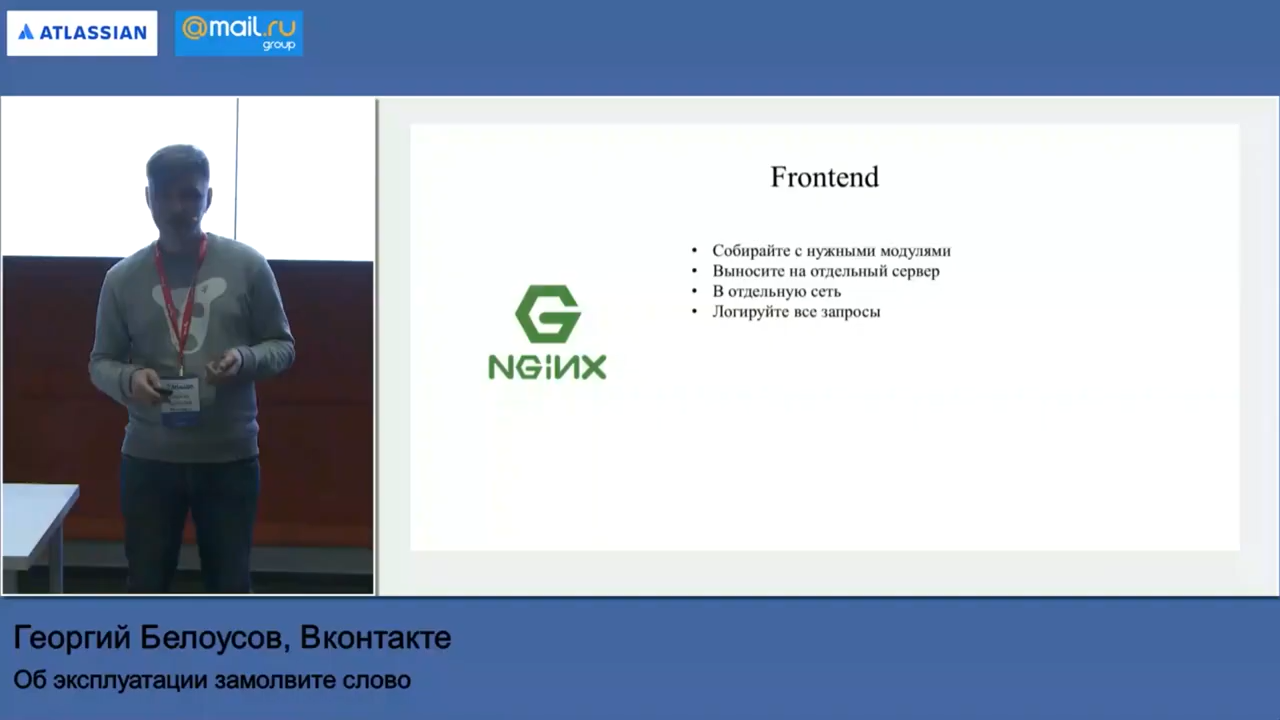 ATLASSIAN
@mail.ru
group
Frontend
• Собирайте с нужными модулями
• Выносите на отдельный сервер
• В отдельную сеть
• Логируйте все запросы
NGiNX
Георгий Белоусов, Вконтакте
Об эксплуатации замолвите слово